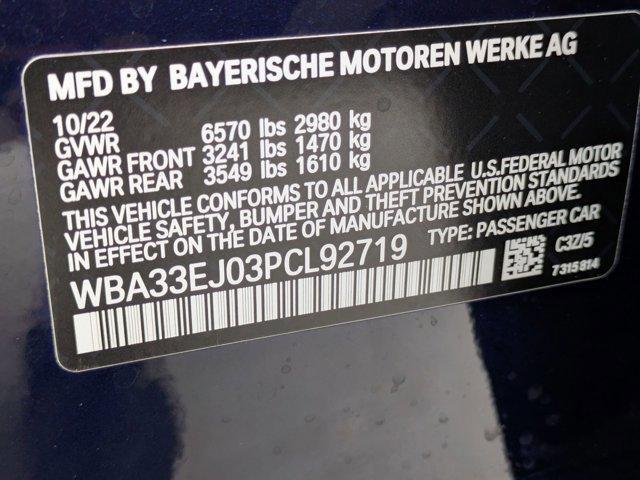 MFD BY BAYERISCHE MOTOREN WERKE AG
10/22
GVWR 6570 lbs 2980 kg
GAWR FRONT 3241 lbs 1470 kg
GAWR REAR 3549 lbs 1610 kg
THIS VEHICLE CONFORMS TO ALL APPLICABLE U.S.FEDERAL MOTOR
VEHICLE SAFETY, BUMPER AND THEFT PREVENTION STANDARDS
IN EFFECT ON THE DATE OF MANUFACTURE SHOWN ABOVE.
WBA33EJ03PCL92719 TYPE: PASSENGER CAR
C3Z/5
7315814